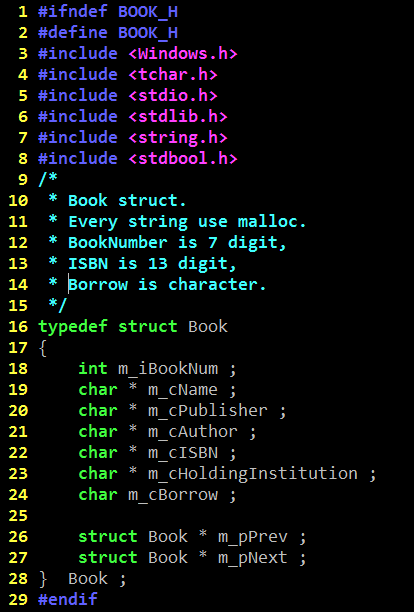 1 #ifndef BOOK_H
2 #define BOOK_H
3 #include <Windows.h>
4 #include <tchar.h>
5 #include <stdio.h>
6 #include <stdlib.h>
7 #include <string.h>
8 #include <stdbool.h>
9 /*
10  * Book struct.
11  * Every string use malloc.
12  * BookNumber is 7 digit,
13  * ISBN is 13 digit,
14  * Borrow is character.
15  */
16 typedef struct Book
17 {
18     int m_iBookNum ;
19     char * m_cName ;
20     char * m_cPublisher ;
21     char * m_cAuthor ;
22     char * m_cISBN ;
23     char * m_cHoldingInstitution ;
24     char m_cBorrow ;
25
26     struct Book * m_pPrev ;
27     struct Book * m_pNext ;
28 }  Book ;
29 #endif